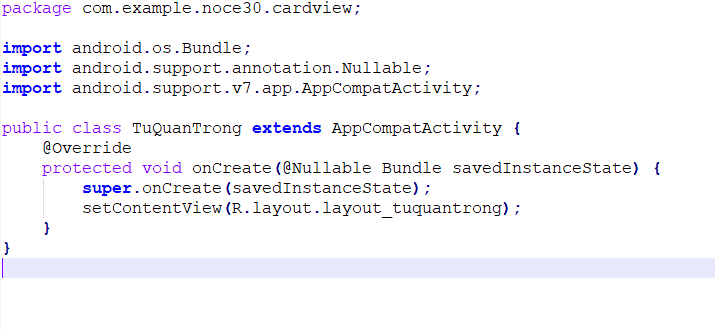 package com.example.noce30.cardview;

import android.os.Bundle;
import android.support.annotation.Nullable;
import android.support.v7.app.AppCompatActivity;

public class TuQuanTrong extends AppCompatActivity {
    @Override
    protected void onCreate(@Nullable Bundle savedInstanceState) {
        super.onCreate(savedInstanceState);
        setContentView(R.layout.layout_tuquantrong);
    }
}